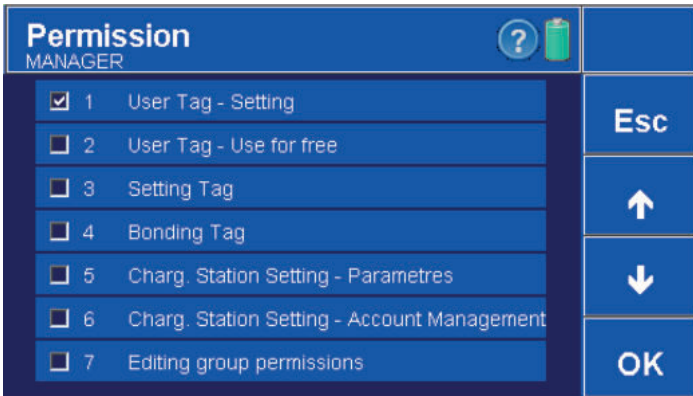 Permission
MANAGER
?
1 User Tag - Setting
2 User Tag - Use for free
3 Setting Tag
4 Bonding Tag
5 Charg. Station Setting - Parametres
6 Charg. Station Setting - Account Management
7 Editing group permissions
Esc
OK